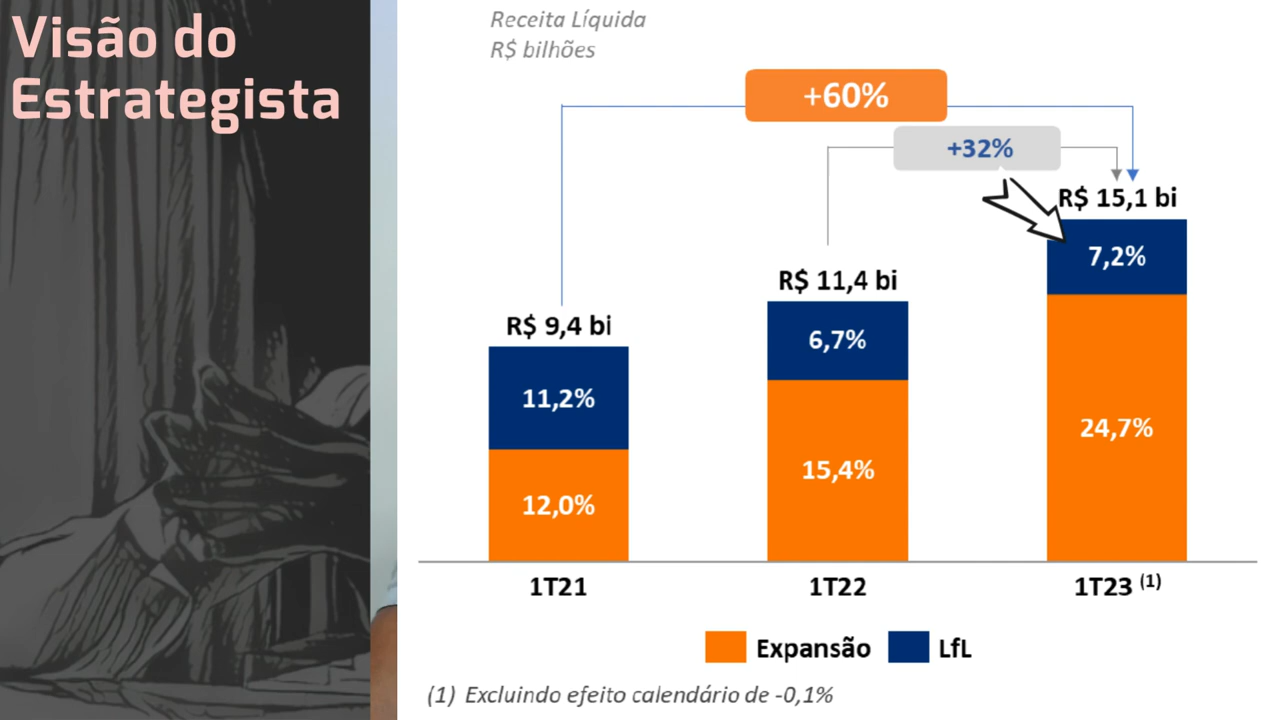 Visão do
Estrategista
Receita Líquida
R$ bilhões
+60%
+32%
R$ 15,1 bi
7,2%
24,7%
R$ 11,4 bi
6,7%
15,4%
R$ 9,4 bi
11,2%
12,0%
1T21
1T22
1T23 (1)
Expansão
LfL
(1) Excluindo efeito calendário de -0,1%